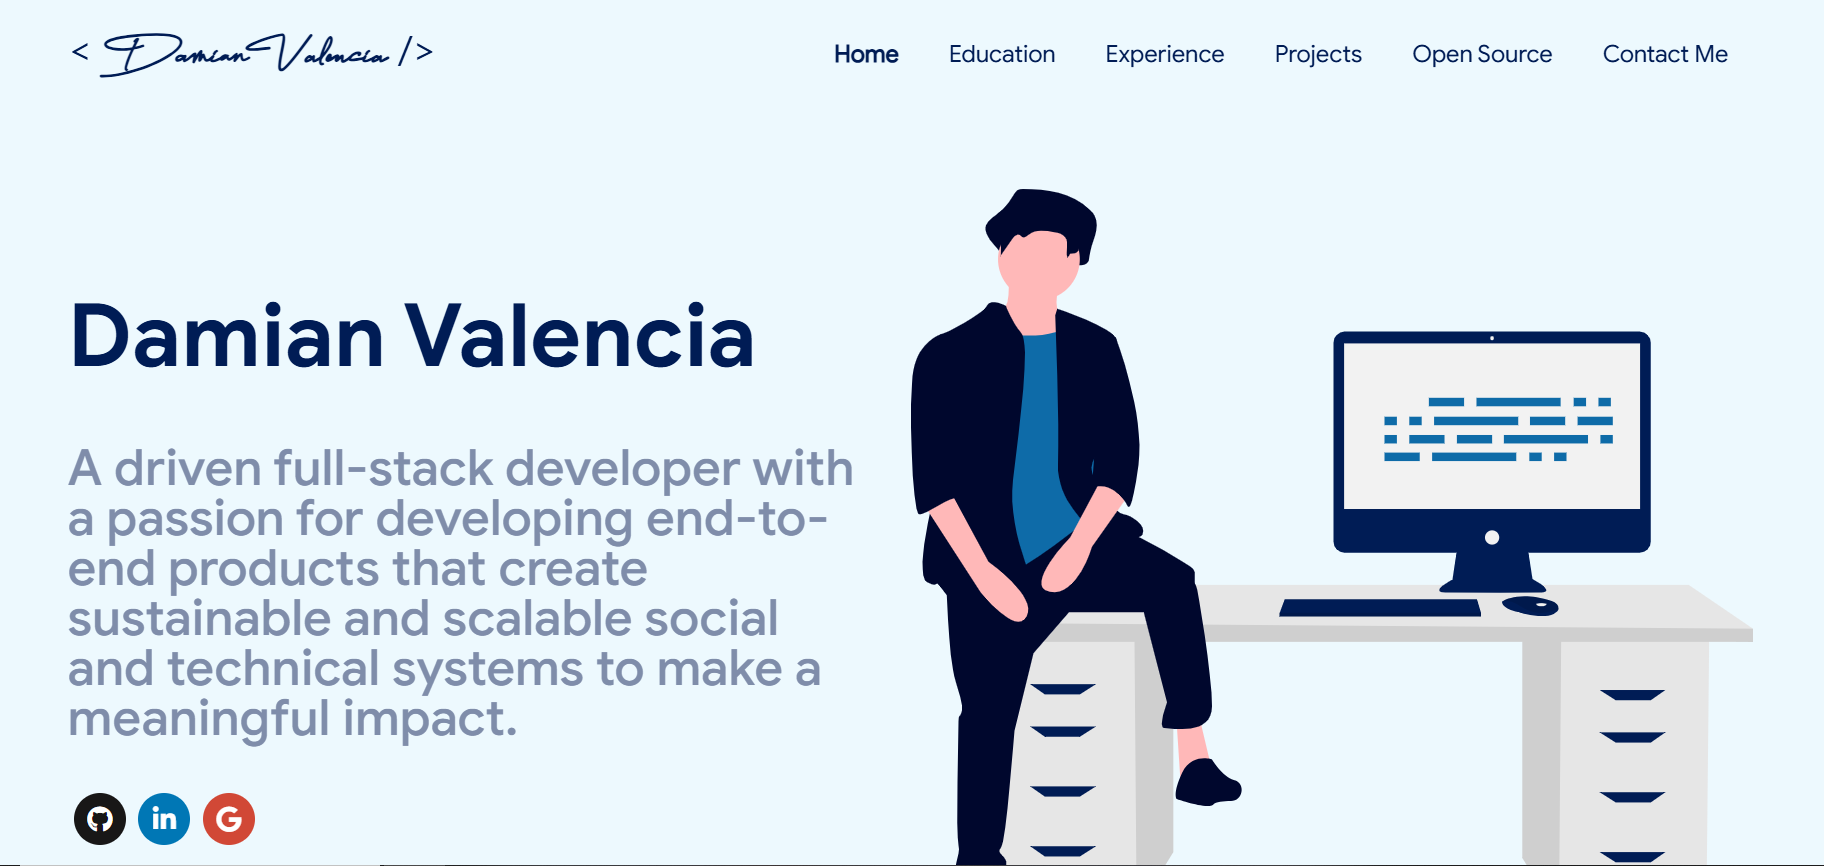 < Damian Valencia />
Home Education Experience Projects Open Source Contact Me
Damian Valencia
A driven full-stack developer with
a passion for developing end-to-
end products that create
sustainable and scalable social
and technical systems to make a
meaningful impact.
in G